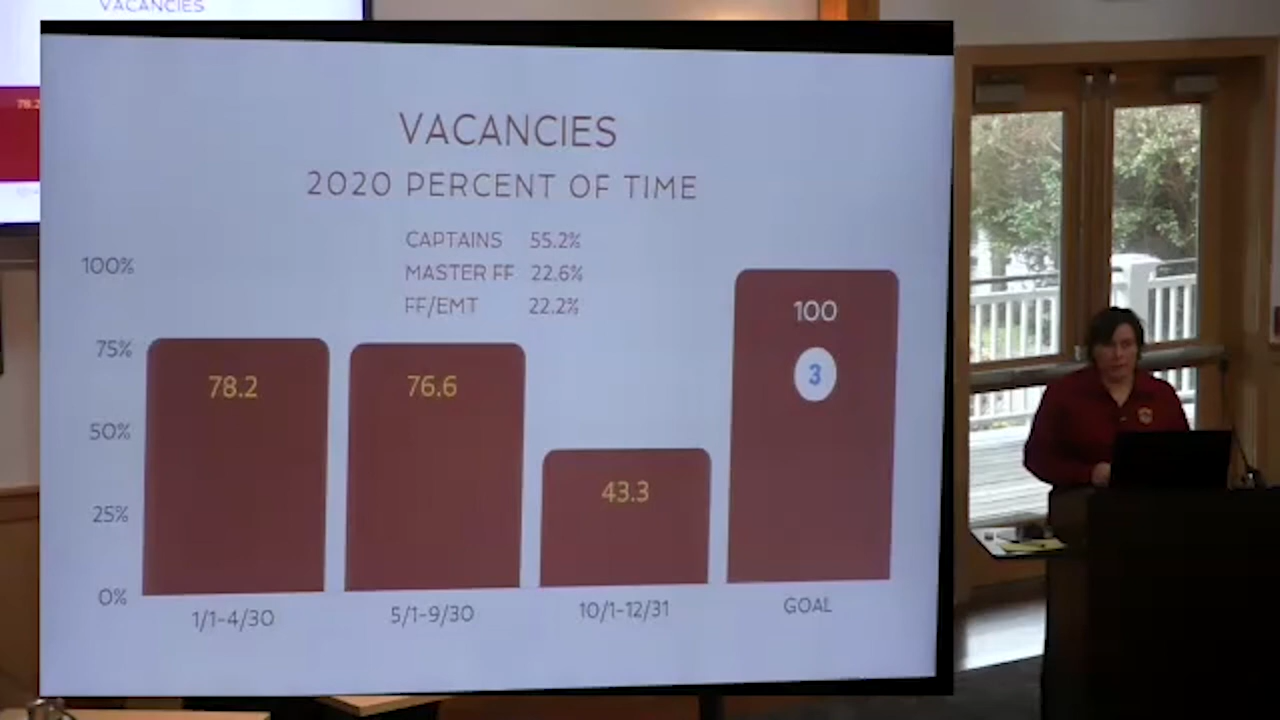 VACANCIES
78.2
VACANCIES
2020 PERCENT OF TIME
CAPTAINS 55.2%
MASTER FF 22.6%
FF/EMT 22.2%
100%
75%
50%
25%
0%
78.2
76.6
43.3
100
3
1/1-4/30
5/1-9/30
10/1-12/31
GOAL